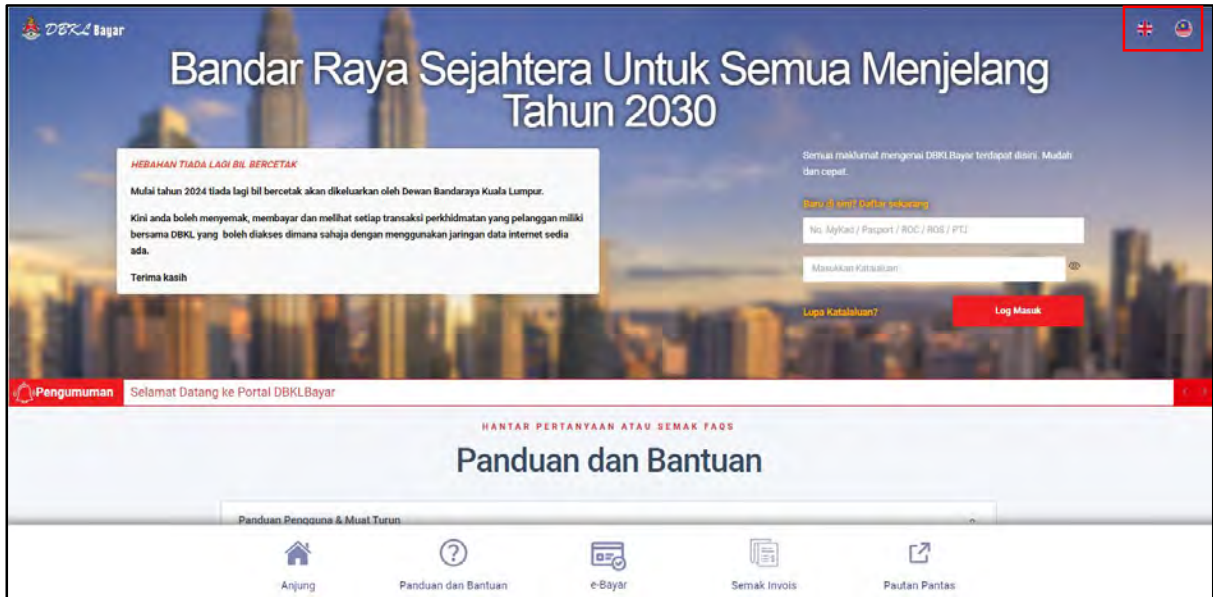 DBKL Bayar
Bandar Raya Sejahtera Untuk Semua Menjelang
Tahun 2030
HEBAHAN TIADA LAGI BIL BERCETAK
Mulai tahun 2024 tiada lagi bil bercetak akan dikeluarkan oleh Dewan Bandaraya Kuala Lumpur.
Kini anda boleh menyemak, membayar dan melihat setiap transaksi perkhidmatan yang pelanggan miliki
bersama DBKL yang boleh diakses dimana sahaja dengan menggunakan jaringan data internet sedia
ada.
Terima kasih
Semua maklumat mengenai DBKLBayar terdapat disini. Mudah
dan cepat.
Baru di sini? Daftar sekarang
No. MyKad / Pasport / ROC / ROS / PTJ
Masukkan Katalaluan
Lupa Katalaluan?
Log Masuk
Pengumuman
Selamat Datang ke Portal DBKLBayar
HANTAR PERTANYAAN ATAU SEMAK FAQS
Panduan dan Bantuan
Panduan Pengguna & Muat Turun
Anjung
Panduan dan Bantuan
e-Bayar
Semak Invois
Pautan Pantas